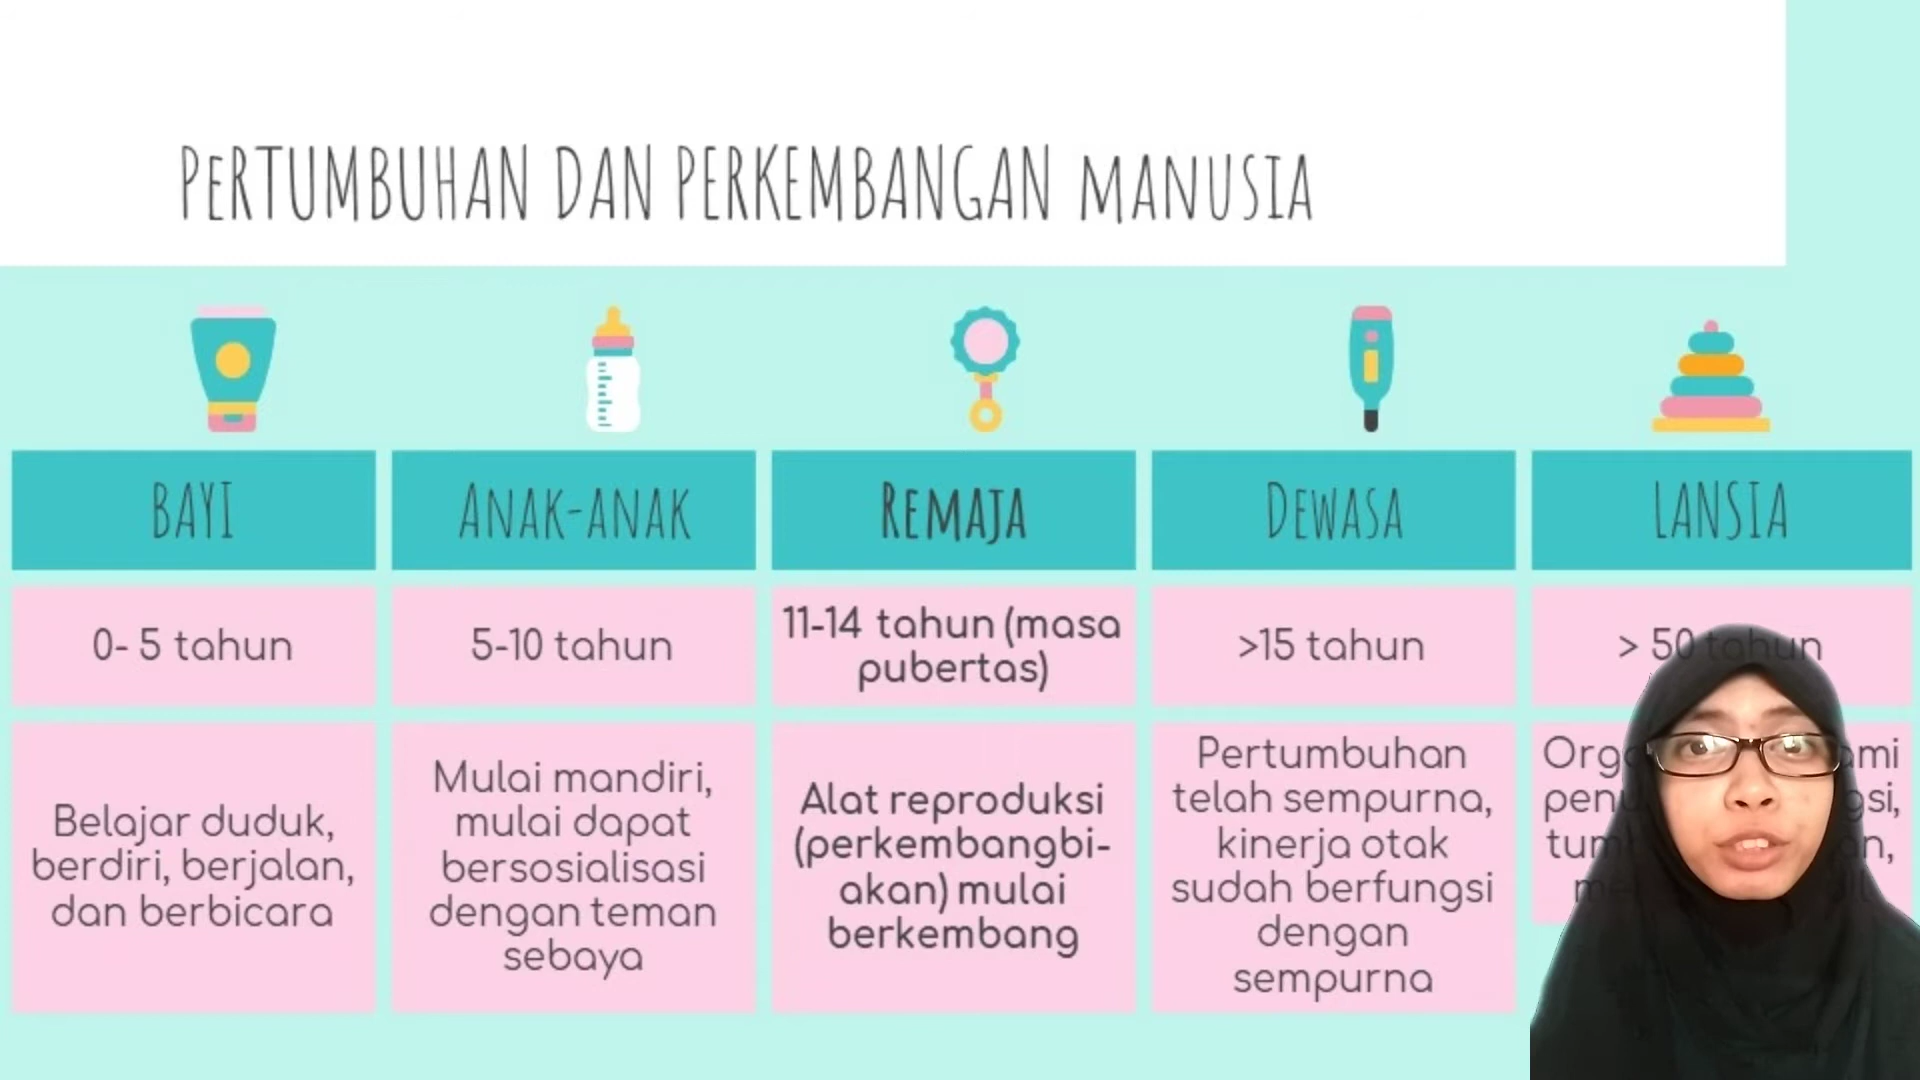 PERTUMBUHAN DAN PERKEMBANGAN MANUSIA
BAYI
0- 5 tahun
Belajar duduk,
berdiri, berjalan,
dan berbicara
ANAK-ANAK
5-10 tahun
Mulai mandiri,
mulai dapat
bersosialisasi
dengan teman
sebaya
REMAJA
11-14 tahun (masa
pubertas)
Alat reproduksi
(perkembangbi-
akan) mulai
berkembang
DEWASA
>15 tahun
Pertumbuhan
telah sempurna,
kinerja otak
sudah berfungsi
dengan
sempurna
LANSIA
> 50 tahun